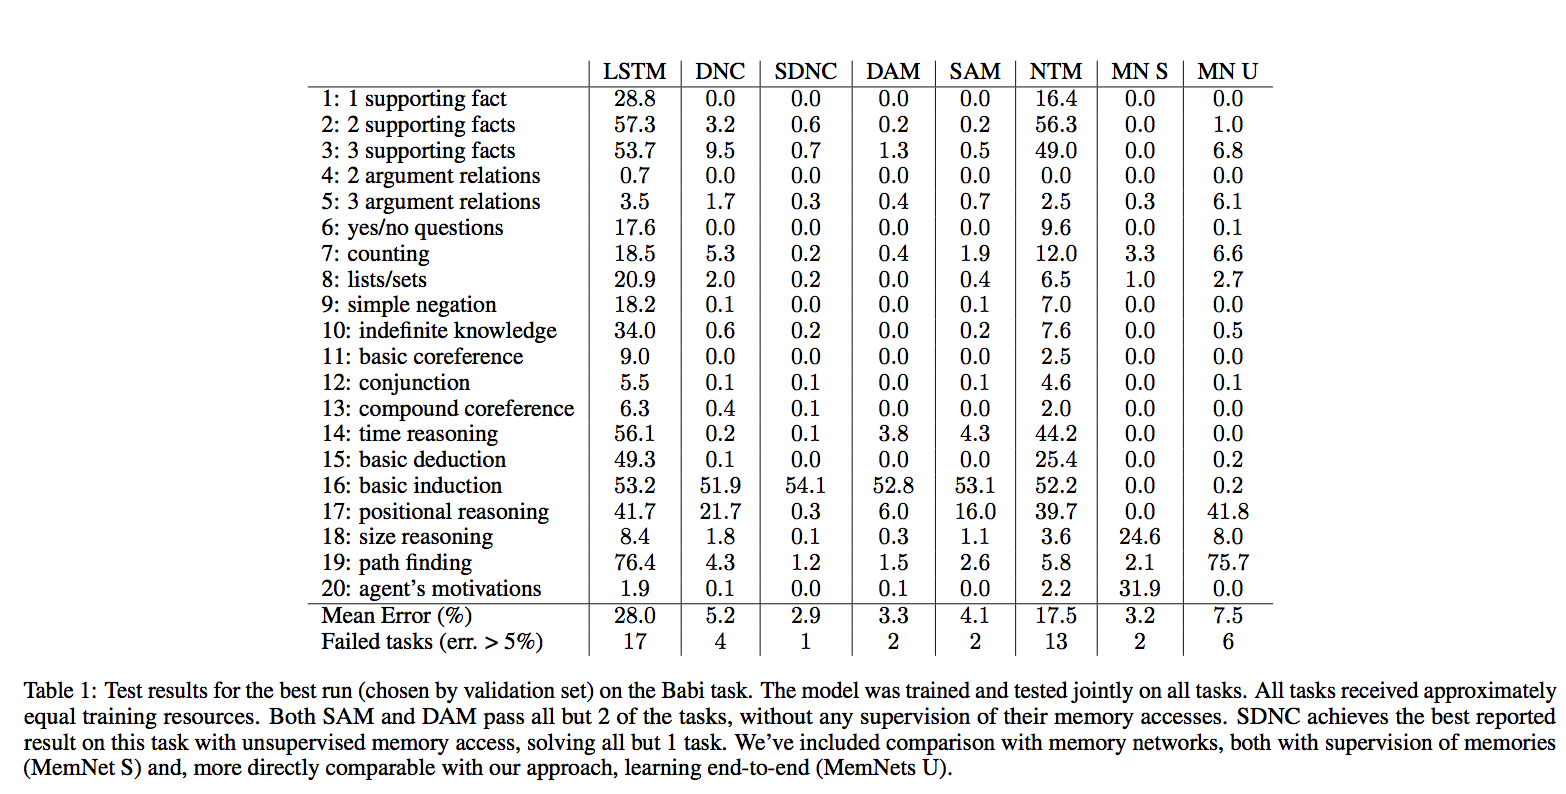 LSTM DNC SDNC DAM SAM NTM MN S MN U
1: 1 supporting fact 28.8 0.0 0.0 0.0 0.0 16.4 0.0 0.0
2: 2 supporting facts 57.3 3.2 0.6 0.2 0.2 56.3 0.0 1.0
3: 3 supporting facts 53.7 9.5 0.7 1.3 0.5 49.0 0.0 6.8
4: 2 argument relations 0.7 0.0 0.0 0.0 0.0 0.0 0.0 0.0
5: 3 argument relations 3.5 1.7 0.3 0.4 0.7 2.5 0.3 6.1
6: yes/no questions 17.6 0.0 0.0 0.0 0.0 9.6 0.0 0.1
7: counting 18.5 5.3 0.2 0.4 1.9 12.0 3.3 6.6
8: lists/sets 20.9 2.0 0.2 0.0 0.4 6.5 1.0 2.7
9: simple negation 18.2 0.1 0.0 0.0 0.1 7.0 0.0 0.0
10: indefinite knowledge 34.0 0.6 0.2 0.0 0.2 7.6 0.0 0.5
11: basic coreference 9.0 0.0 0.0 0.0 0.0 2.5 0.0 0.0
12: conjunction 5.5 0.1 0.1 0.0 0.1 4.6 0.0 0.1
13: compound coreference 6.3 0.4 0.1 0.0 0.0 2.0 0.0 0.0
14: time reasoning 56.1 0.2 0.1 3.8 4.3 44.2 0.0 0.0
15: basic deduction 49.3 0.1 0.0 0.0 0.0 25.4 0.0 0.2
16: basic induction 53.2 51.9 54.1 52.8 53.1 52.2 0.0 0.2
17: positional reasoning 41.7 21.7 0.3 6.0 16.0 39.7 0.0 41.8
18: size reasoning 8.4 1.8 0.1 0.3 1.1 3.6 24.6 8.0
19: path finding 76.4 4.3 1.2 1.5 2.6 5.8 2.1 75.7
20: agent's motivations 1.9 0.1 0.0 0.1 0.0 2.2 31.9 0.0
Mean Error (%) 28.0 5.2 2.9 3.3 4.1 17.5 3.2 7.5
Failed tasks (err. > 5%) 17 4 1 2 2 13 2 6
Table 1: Test results for the best run (chosen by validation set) on the Babi task. The model was trained and tested jointly on all tasks. All tasks received approximately
equal training resources. Both SAM and DAM pass all but 2 of the tasks, without any supervision of their memory accesses. SDNC achieves the best reported
result on this task with unsupervised memory access, solving all but 1 task. We've included comparison with memory networks, both with supervision of memories
(MemNet S) and, more directly comparable with our approach, learning end-to-end (MemNets U).